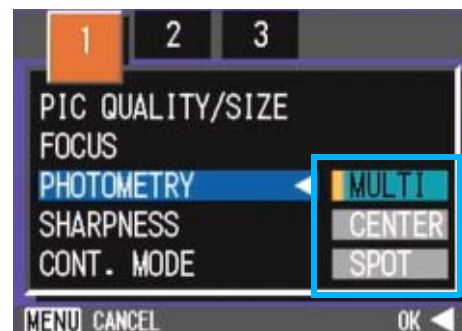 1 2 3
PIC QUALITY/SIZE
FOCUS
PHOTOMETRY MULTI
SHARPNESS CENTER
CONT. MODE SPOT
MENU CANCEL OK